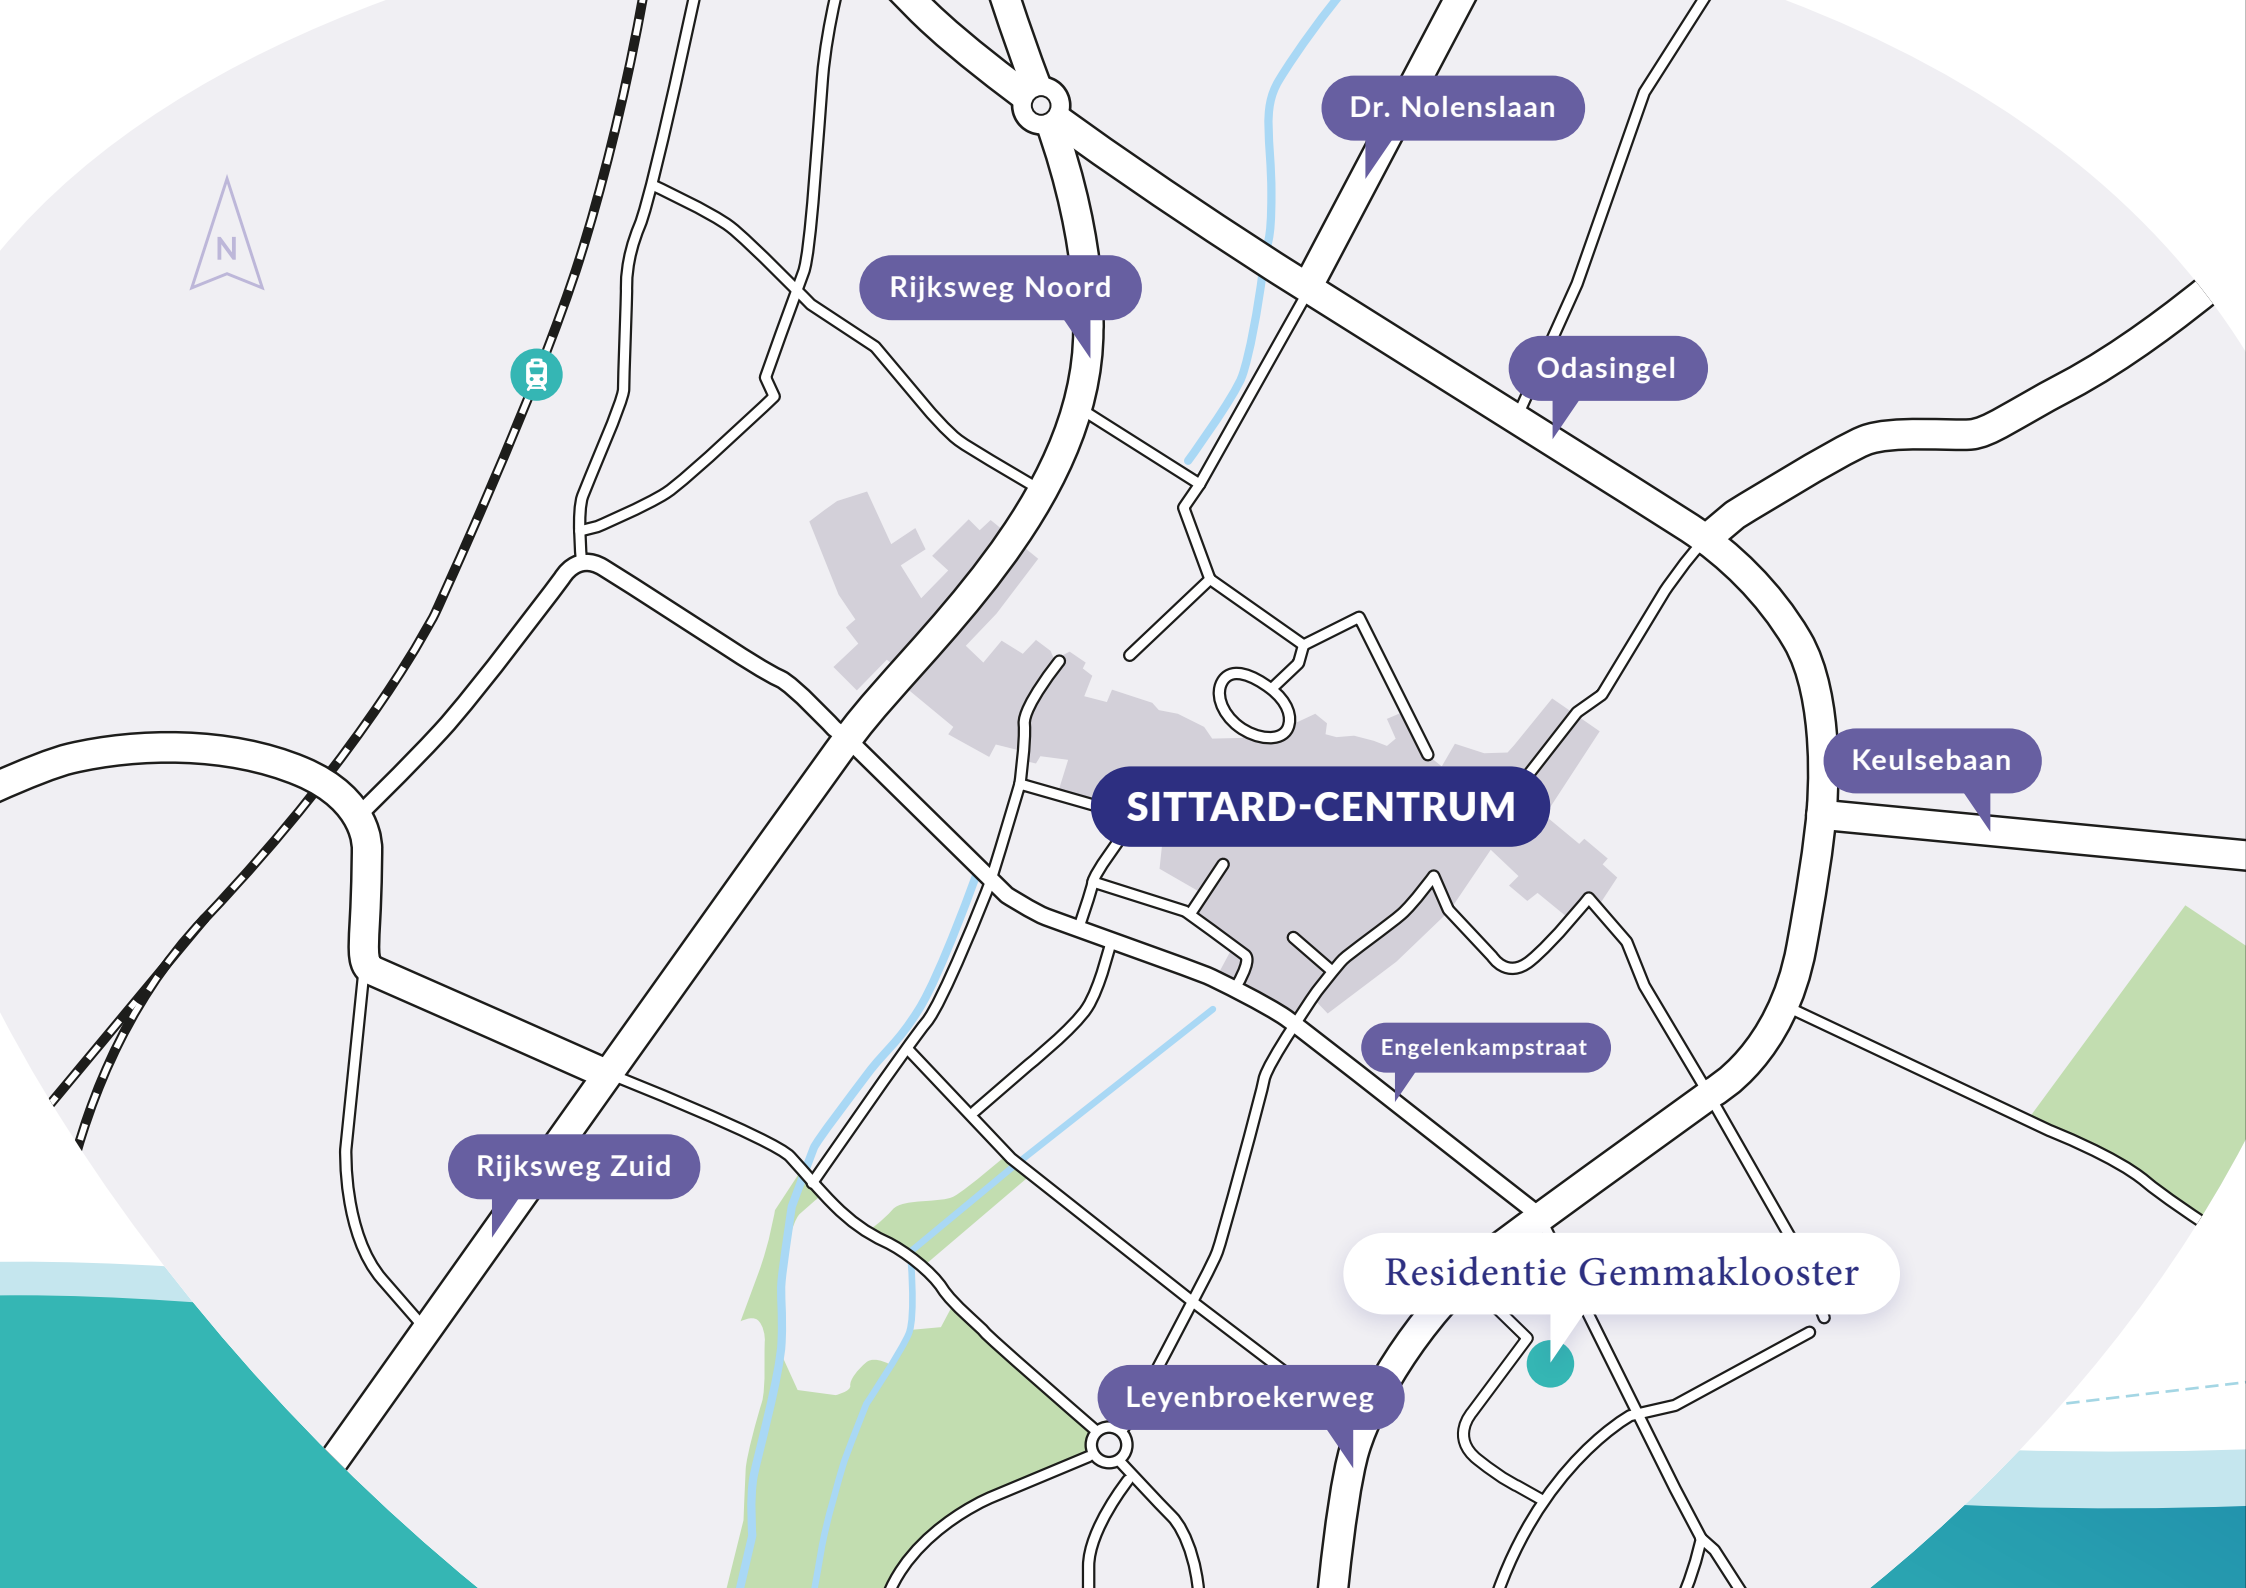 Dr. Nolenslaan
N
Rijksweg Noord
Odasingel
Keulsebaan
SITTARD-CENTRUM
Engelenkampstraat
Rijksweg Zuid
Residentie Gemmaklooster
Leyenbroekerweg